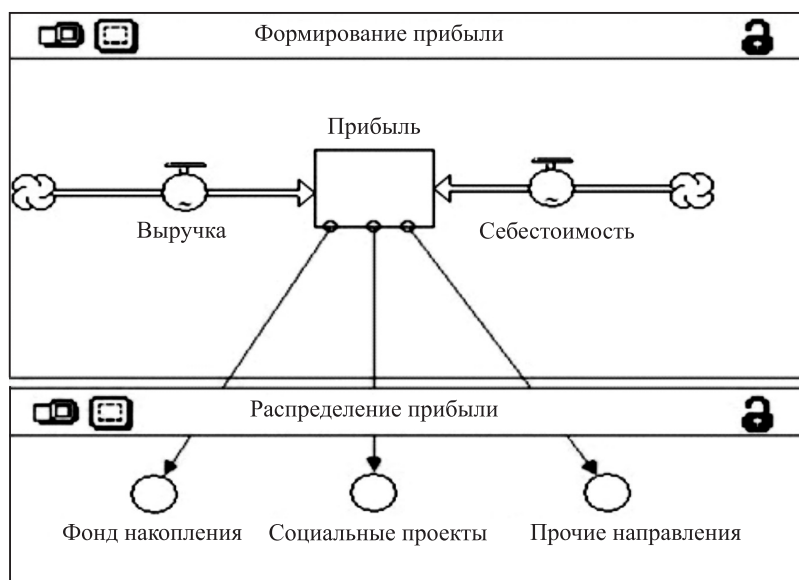 Формирование прибыли
Прибыль
Выручка
Себестоимость
Распределение прибыли
Фонд накопления
Социальные проекты
Прочие направления